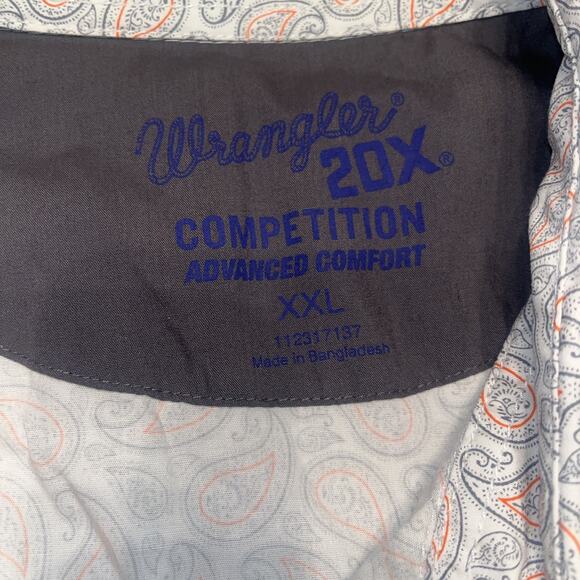 Wrangler®
20X®
COMPETITION
ADVANCED COMFORT
XXL
112317137
Made in Bangladesh